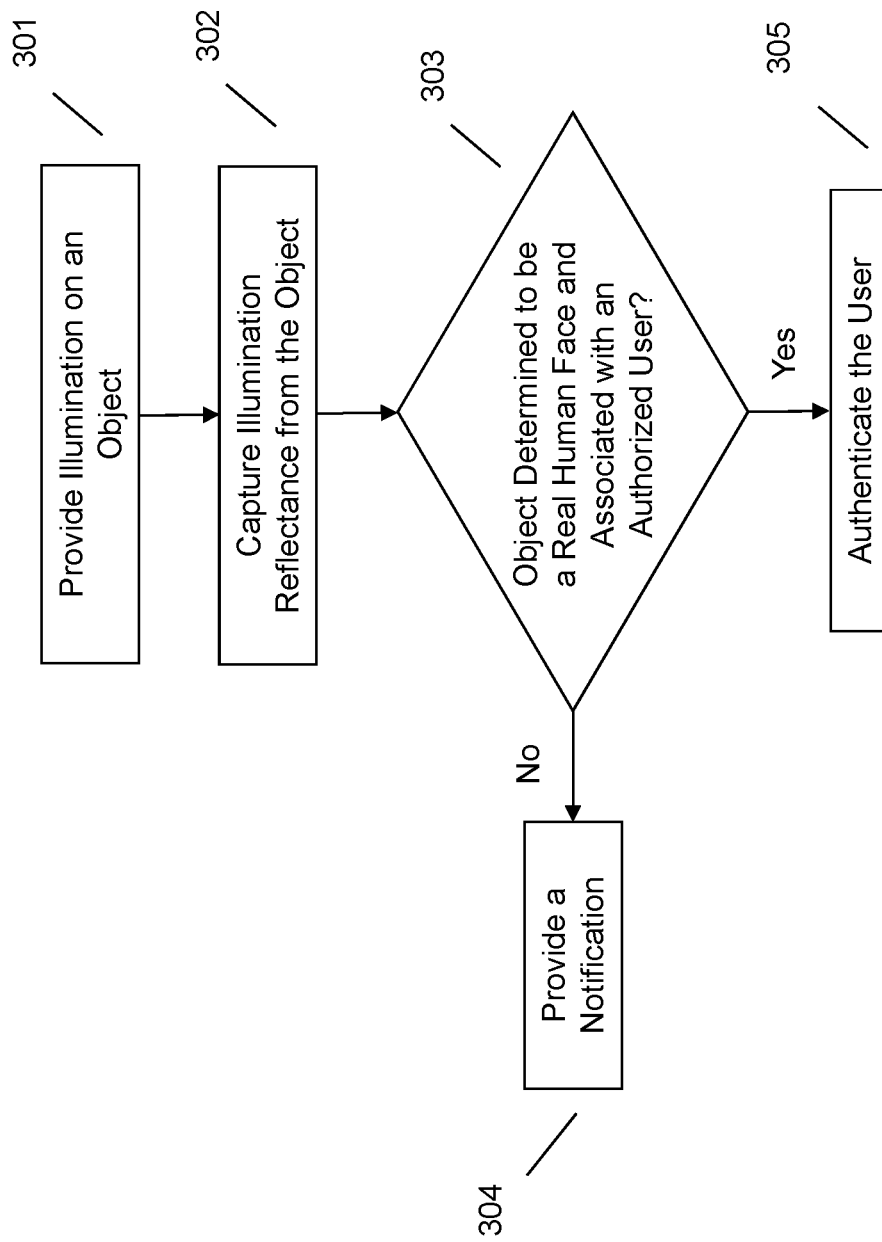 301
Provide Illumination on an
Object
302
Capture Illumination
Reflectance from the Object
303
Object Determined to be
a Real Human Face and
Associated with an
Authorized User?
No
Provide a
Notification
304
Yes
305
Authenticate the User